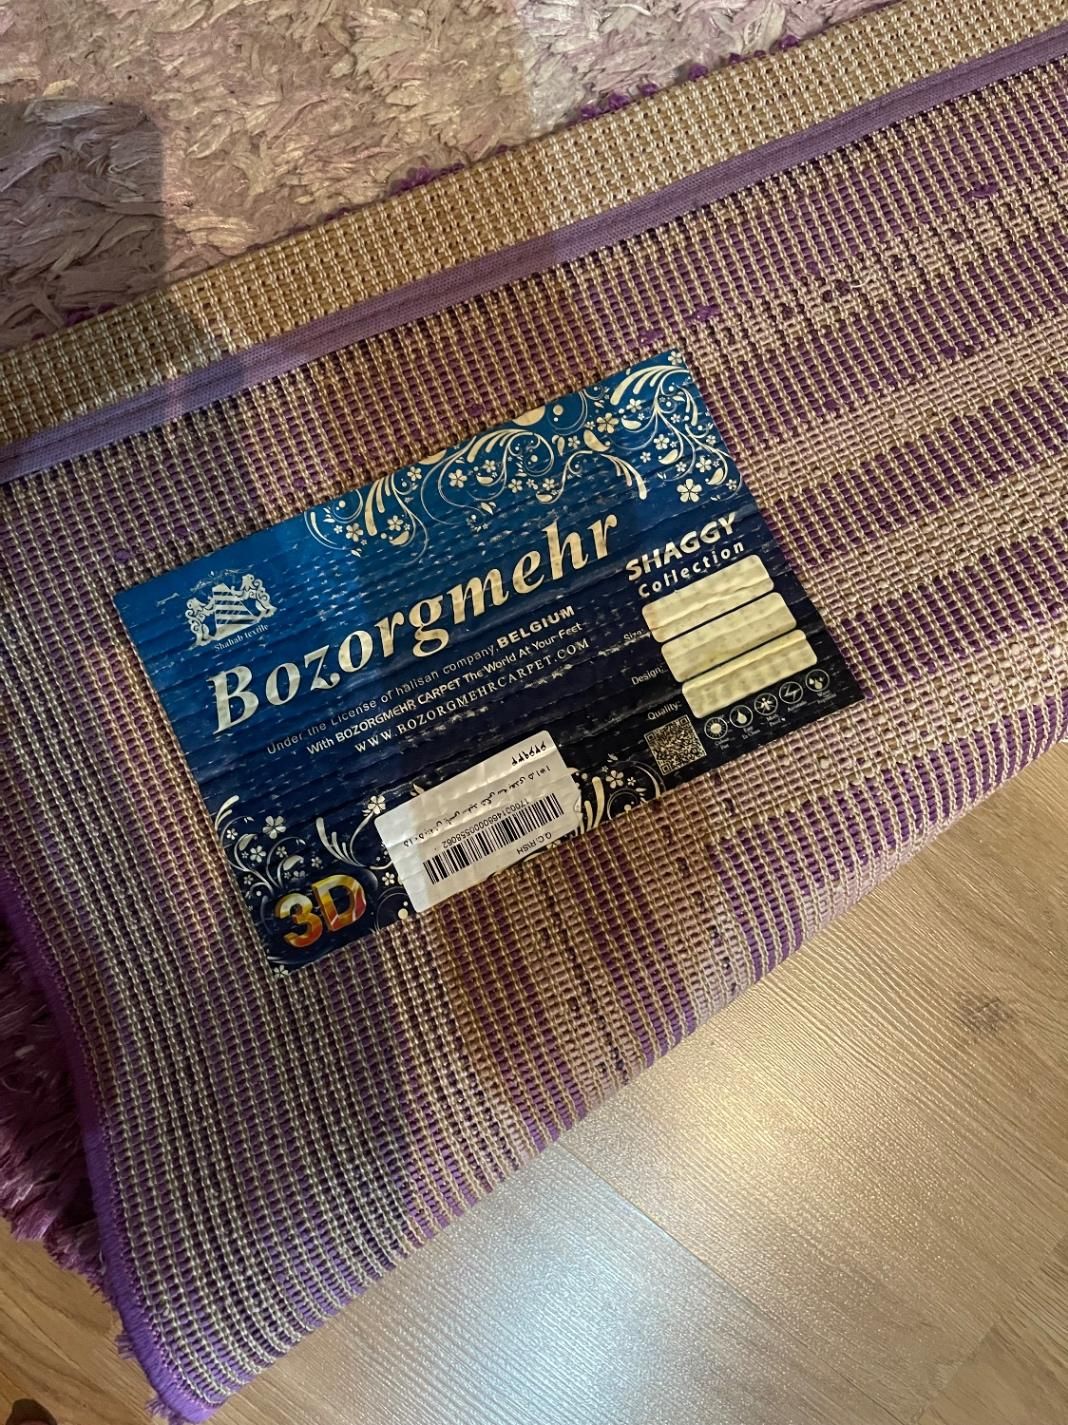 Shahab textile
Bozorgmehr
Under the License of halisan company, BELGIUM
With BOZORGMEHR CARPET The World At Your Feet
WWW.BOZORGMEHRCARPET.COM
SHAGGY
Collection
Size:
Design:
Quality:
3D
Q.C:RISH